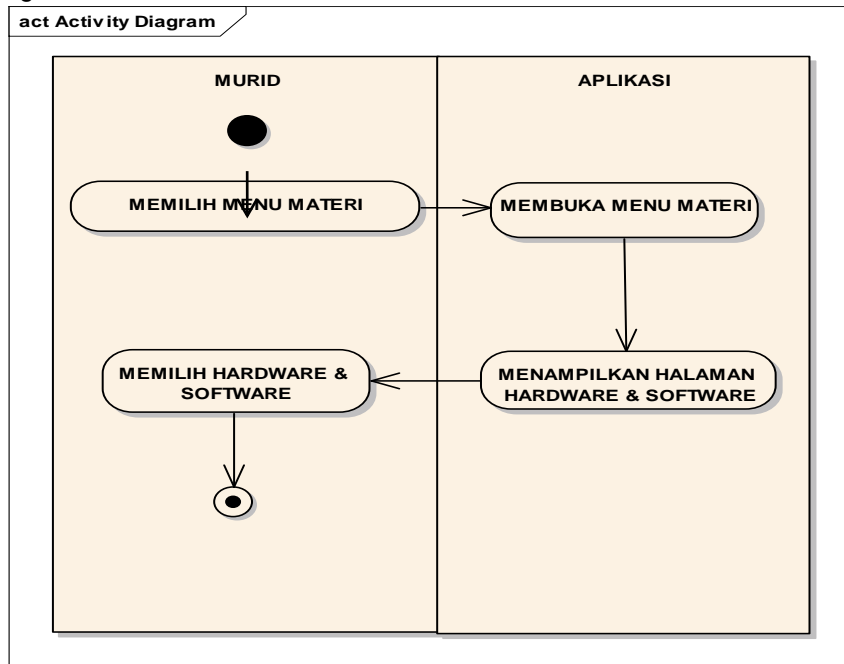 act Activity Diagram
MURID
APLIKASI
MEMILIH MENU MATERI
MEMBUKA MENU MATERI
MENAMPILKAN HALAMAN
HARDWARE & SOFTWARE
MEMILIH HARDWARE &
SOFTWARE